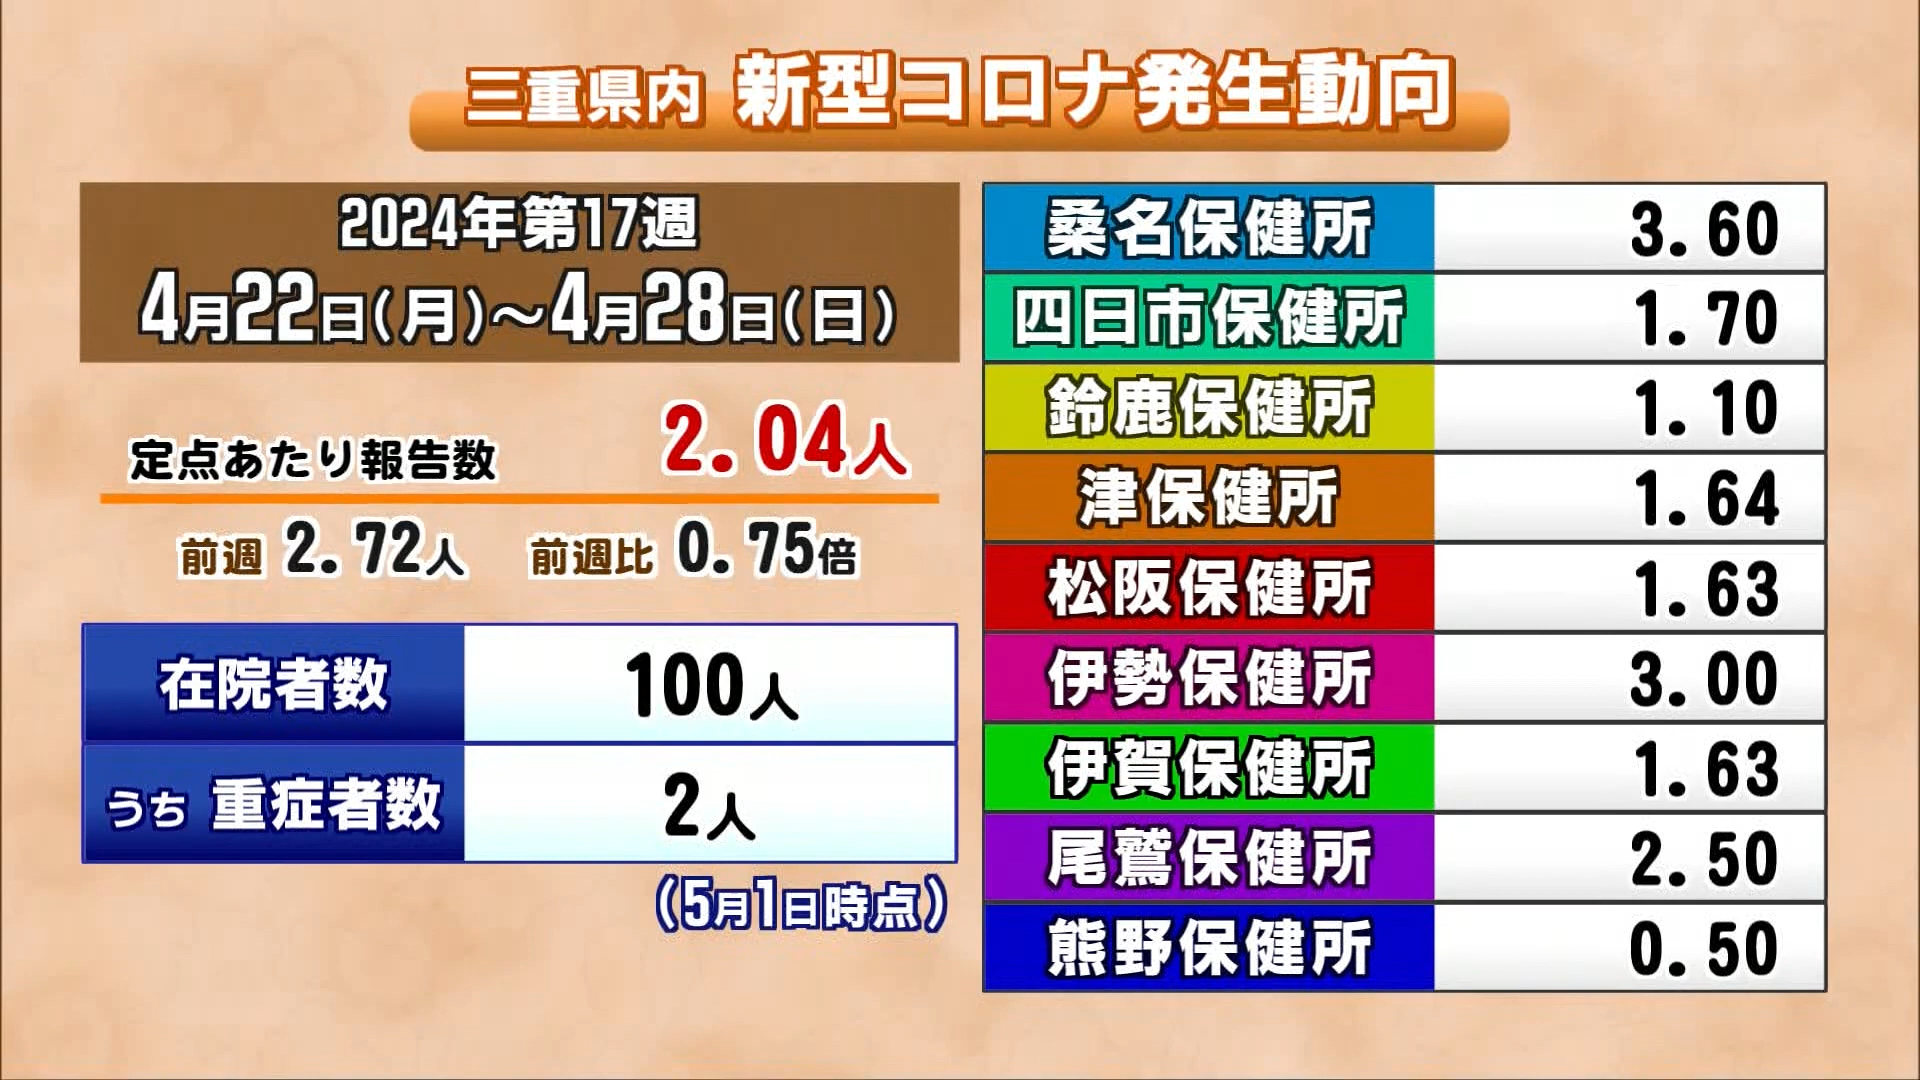 三重県内 新型コロナ発生動向
2024年第17週
4月22日(月)～4月28日(日)
定点あたり報告数 2.04人
前週 2.72人 前週比 0.75倍
在院者数 100人
うち 重症者数 2人
(5月1日時点)
桑名保健所 3.60
四日市保健所 1.70
鈴鹿保健所 1.10
津保健所 1.64
松阪保健所 1.63
伊勢保健所 3.00
伊賀保健所 1.63
尾鷲保健所 2.50
熊野保健所 0.50